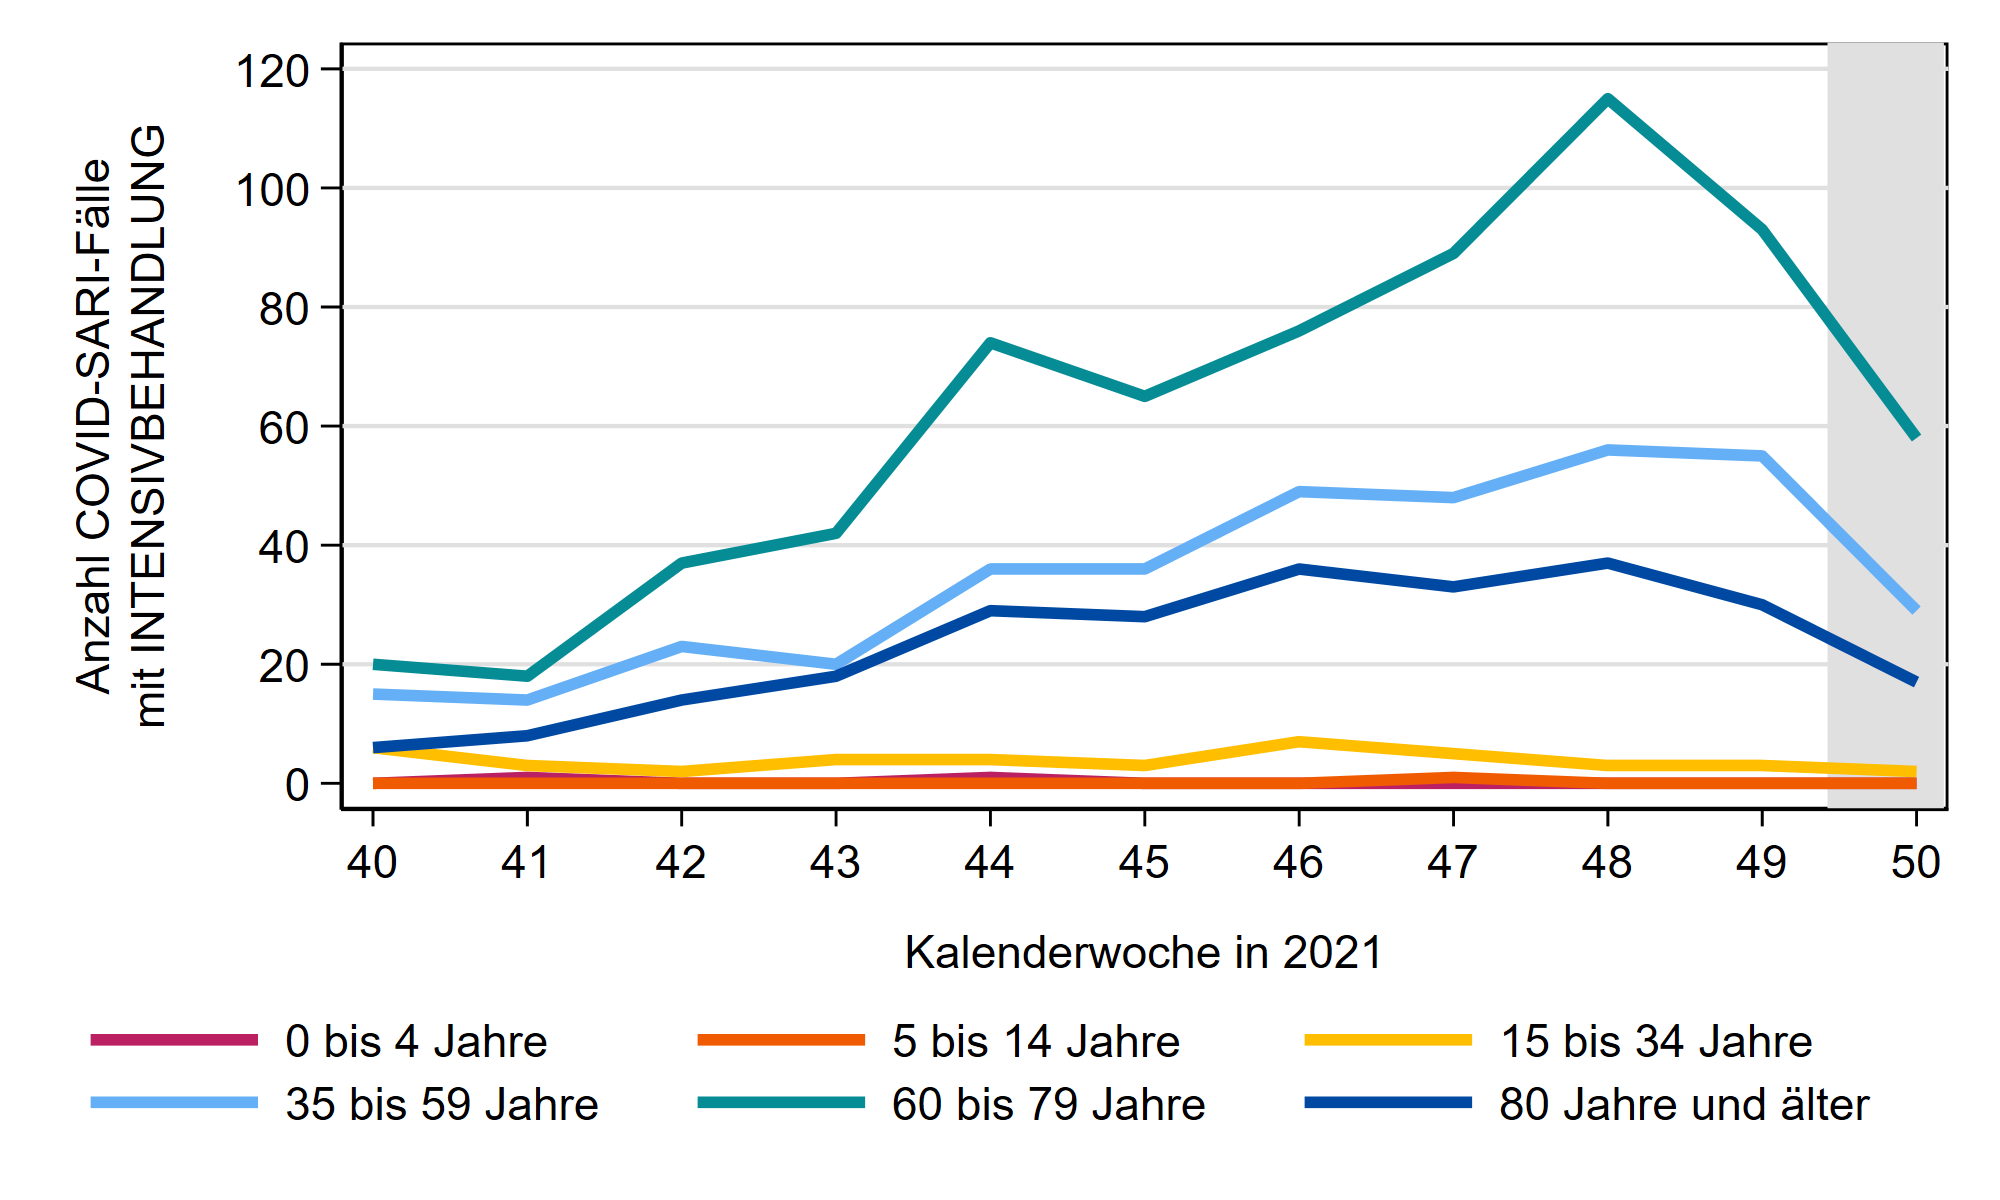 Anzahl COVID-SARI-Fälle
mit INTENSIVBEHANDLUNG
120
100
80
60
40
20
0
40 41 42 43 44 45 46 47 48 49 50
Kalenderwoche in 2021
0 bis 4 Jahre 5 bis 14 Jahre 15 bis 34 Jahre
35 bis 59 Jahre 60 bis 79 Jahre 80 Jahre und älter